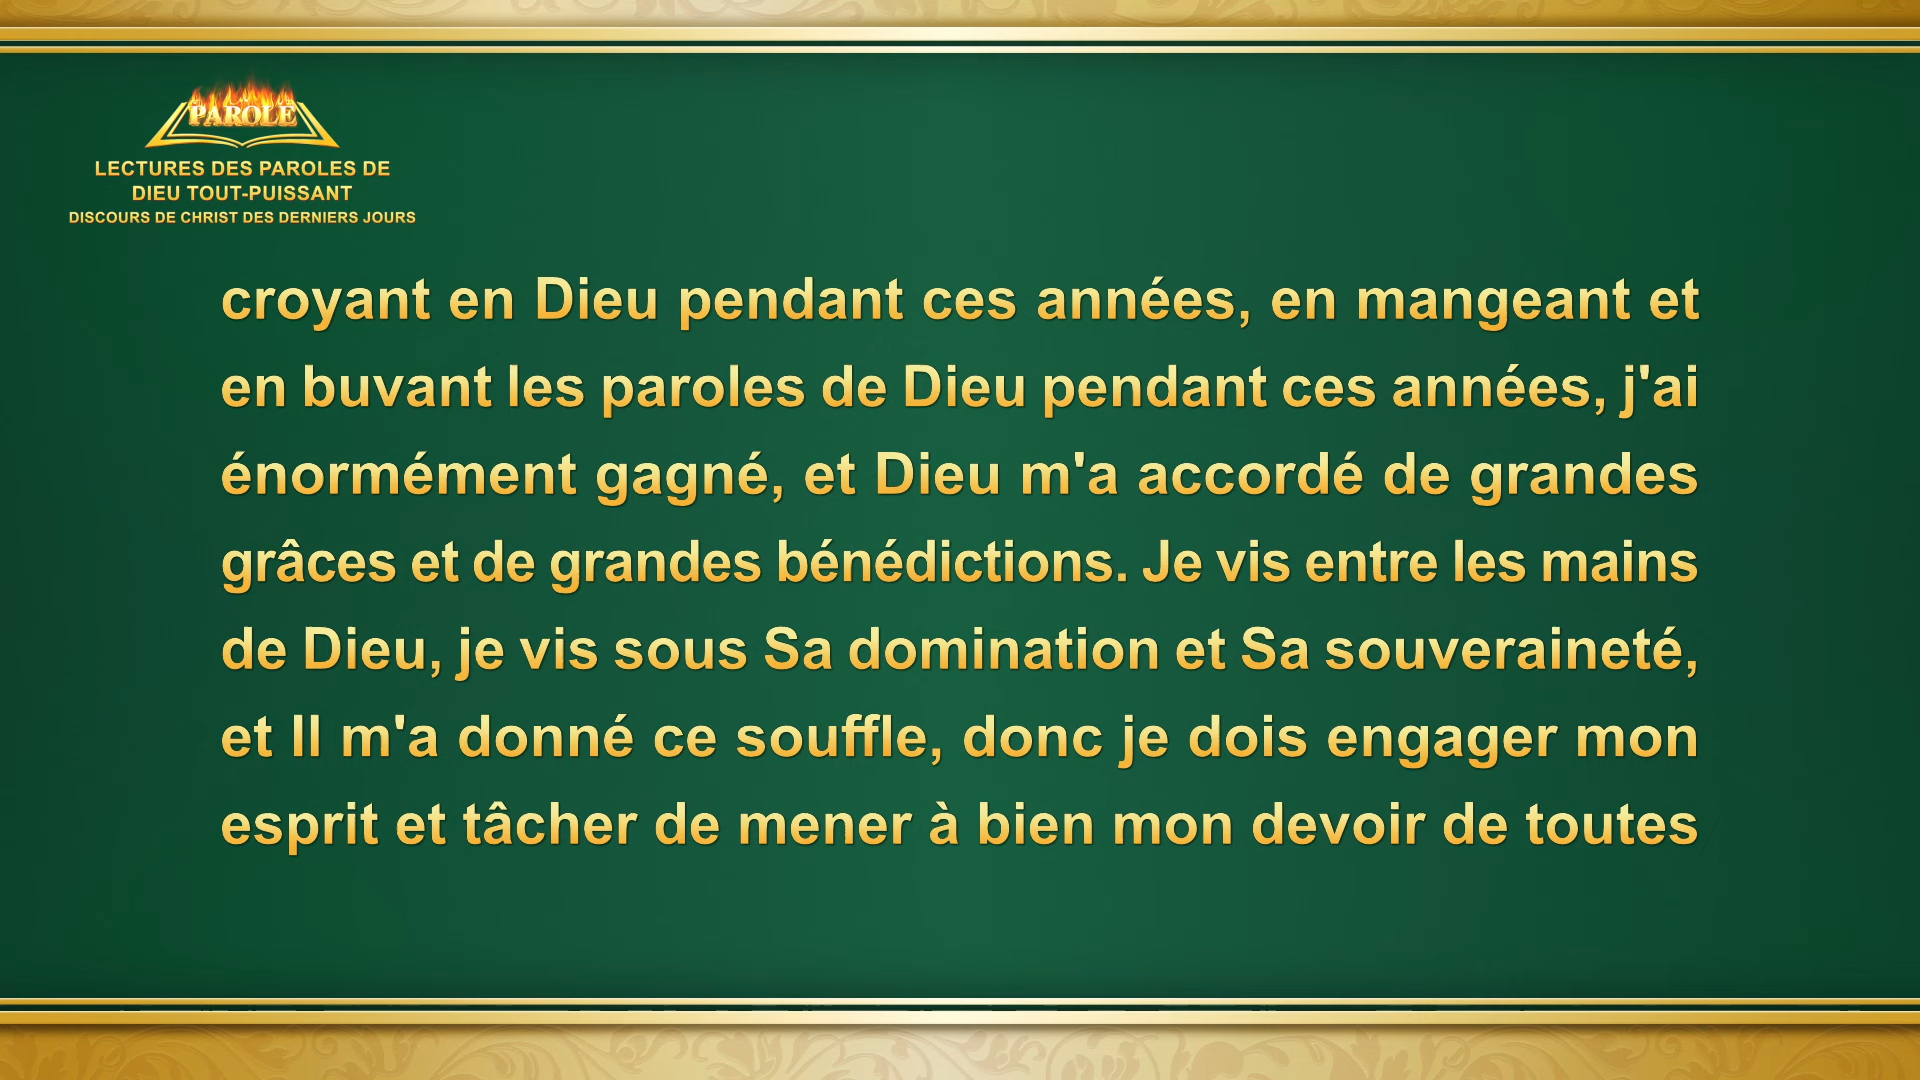 PAROLE
LECTURES DES PAROLES DE
DIEU TOUT-PUISSANT
DISCOURS DE CHRIST DES DERNIERS JOURS
croyant en Dieu pendant ces années, en mangeant et
en buvant les paroles de Dieu pendant ces années, j'ai
énormément gagné, et Dieu m'a accordé de grandes
grâces et de grandes bénédictions. Je vis entre les mains
de Dieu, je vis sous Sa domination et Sa souveraineté,
et Il m'a donné ce souffle, donc je dois engager mon
esprit et tâcher de mener à bien mon devoir de toutes